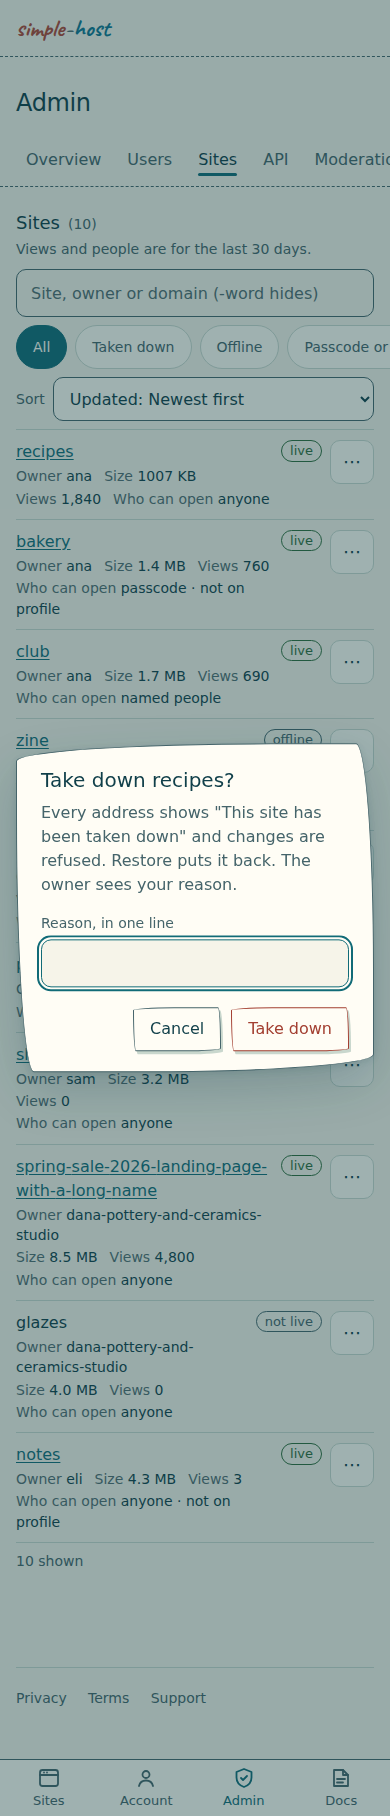 simple-host
Admin
Overview Users Sites API Moderatic
Sites (10)
Views and people are for the last 30 days.
Site, owner or domain (-word hides)
All Taken down Offline Passcode or
Sort Updated: Newest first
recipes live ...
Owner ana Size 1007 KB
Views 1,840 Who can open anyone
bakery live ...
Owner ana Size 1.4 MB Views 760
Who can open passcode · not on
profile
club live ...
Owner ana Size 1.7 MB Views 690
Who can open named people
zine offline
Take down recipes?
Every address shows "This site has
been taken down" and changes are
refused. Restore puts it back. The
owner sees your reason.
Reason, in one line
Cancel Take down
Owner sam Size 3.2 MB
Views 0
Who can open anyone
spring-sale-2026-landing-page- live ...
with-a-long-name
Owner dana-pottery-and-ceramics-
studio
Size 8.5 MB Views 4,800
Who can open anyone
glazes not live ...
Owner dana-pottery-and-
ceramics-studio
Size 4.0 MB Views 0
Who can open anyone
notes live ...
Owner eli Size 4.3 MB Views 3
Who can open anyone · not on
profile
10 shown
Privacy Terms Support
Sites Account Admin Docs